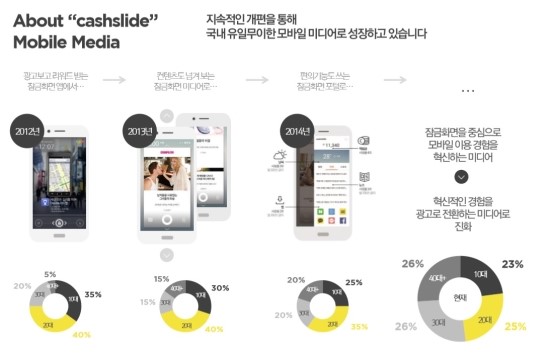 About “cashslide”
Mobile Media
지속적인 개편을 통해
국내 유일무이한 모바일 미디어로 성장하고 있습니다
광고보고 리워드 받는
잠금화면 앱에서…
컨텐츠도 넘겨 보는
잠금화면 미디어로…
편의기능도 쓰는
잠금화면 포털로…
...
2012년
2013년
2014년
잠금화면을 중심으로
모바일 이용 경험을
혁신하는 미디어
혁신적인 경험을
광고로 전환하는 미디어로
진화
12:07
11,345
28°
5%
20%
35%
40%
40대+
10대
30대
20대
15%
30%
15%
40%
40대+
10대
30대
20대
20%
25%
20%
35%
40대+
10대
30대
20대
26%
23%
26%
25%
40대+
10대
현재
30대
20대